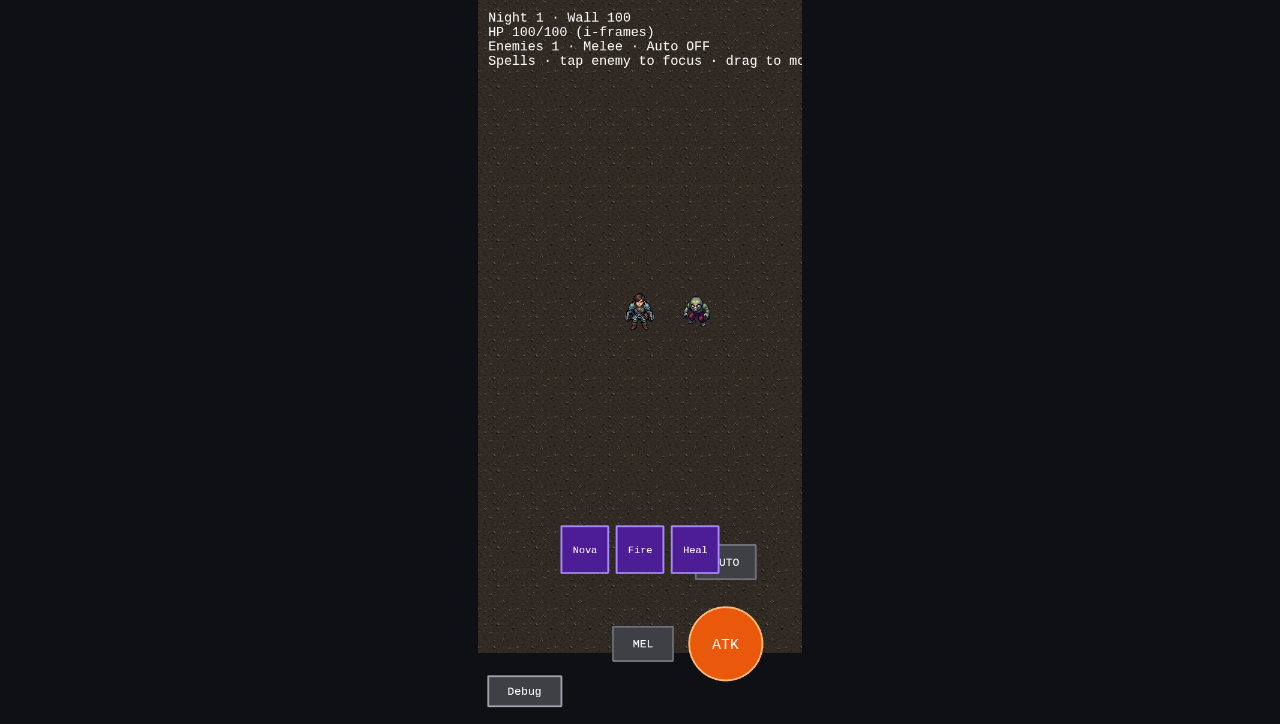 Night 1 · Wall 100
HP 100/100 (i-frames)
Enemies 1 · Melee · Auto OFF
Spells · tap enemy to focus · drag to mo
Nova
Fire
Heal
UTO
MEL
ATK
Debug